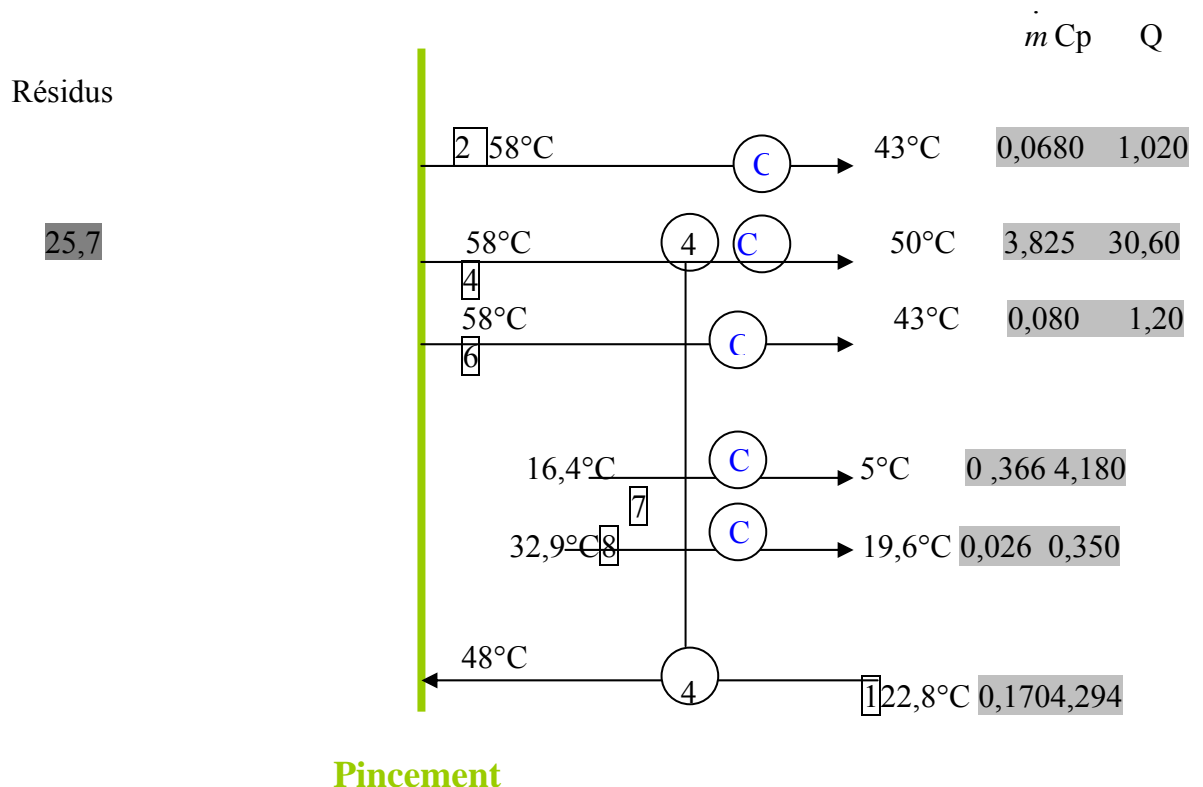 ṁ Cp Q
Résidus
2 58°C C 43°C 0,0680 1,020
25,7 58°C 4 C 50°C 3,825 30,60
4
58°C C 43°C 0,080 1,20
6
16,4°C C 5°C 0 ,366 4,180
7
32,9°C 8 C 19,6°C 0,026 0,350
48°C 4 1 22,8°C 0,1704,294
Pincement